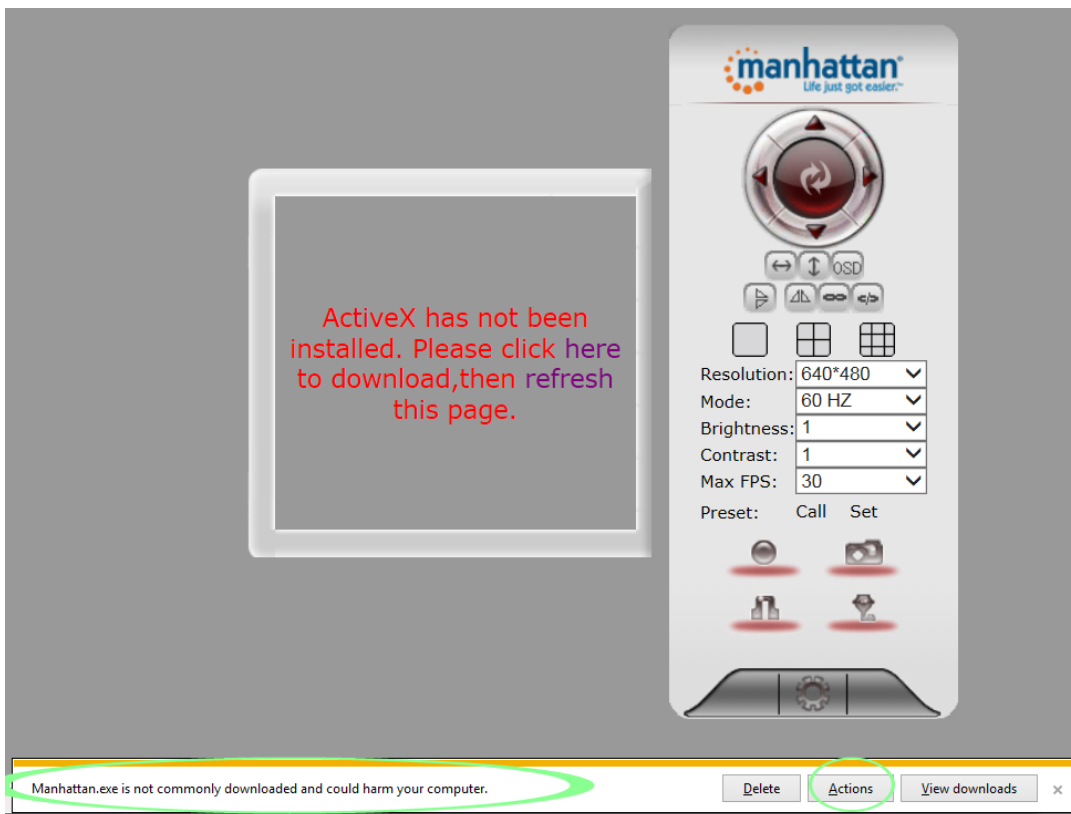 manhattan®
Life just got easier.™
OSD
ActiveX has not been
installed. Please click here
to download,then refresh
this page.
Resolution: 640*480
Mode: 60 HZ
Brightness: 1
Contrast: 1
Max FPS: 30
Preset: Call Set
Manhattan.exe is not commonly downloaded and could harm your computer. Delete Actions View downloads ×